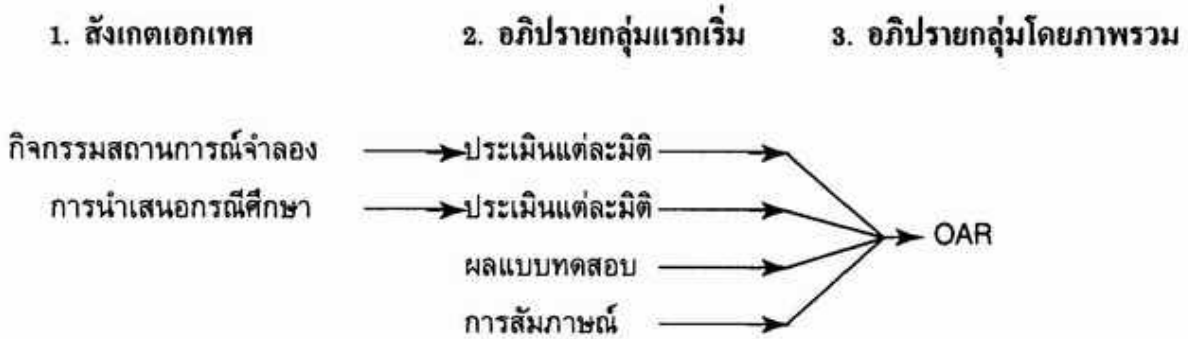 1. สังเกตเอกเทศ 2. อภิปรายกลุ่มแรกเริ่ม 3. อภิปรายกลุ่มโดยภาพรวม
กิจกรรมสถานการณ์จำลอง ประเมินแต่ละมิติ
การนำเสนอกรณีศึกษา ประเมินแต่ละมิติ
OAR
ผลแบบทดสอบ
การสัมภาษณ์